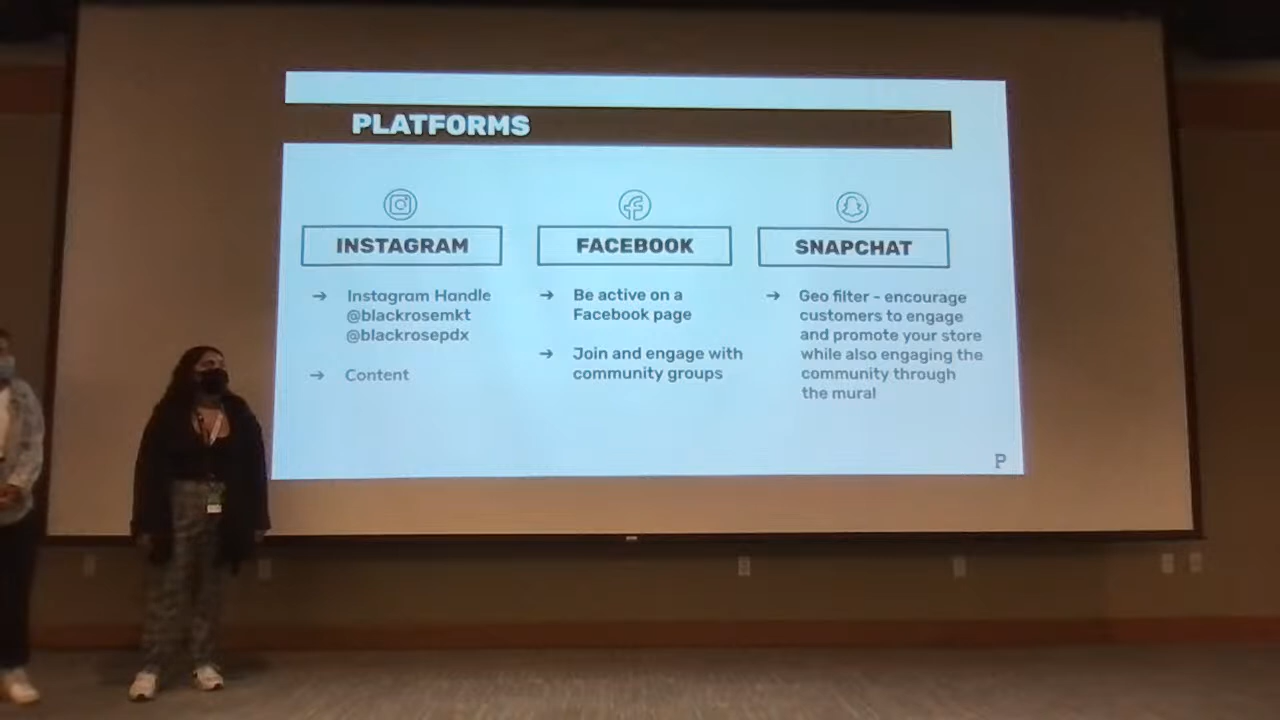 PLATFORMS
INSTAGRAM
➔ Instagram Handle
@blackrosemkt
@blackrosepdx
➔ Content
FACEBOOK
➔ Be active on a
Facebook page
➔ Join and engage with
community groups
SNAPCHAT
➔ Geo filter - encourage
customers to engage
and promote your store
while also engaging the
community through
the mural
P